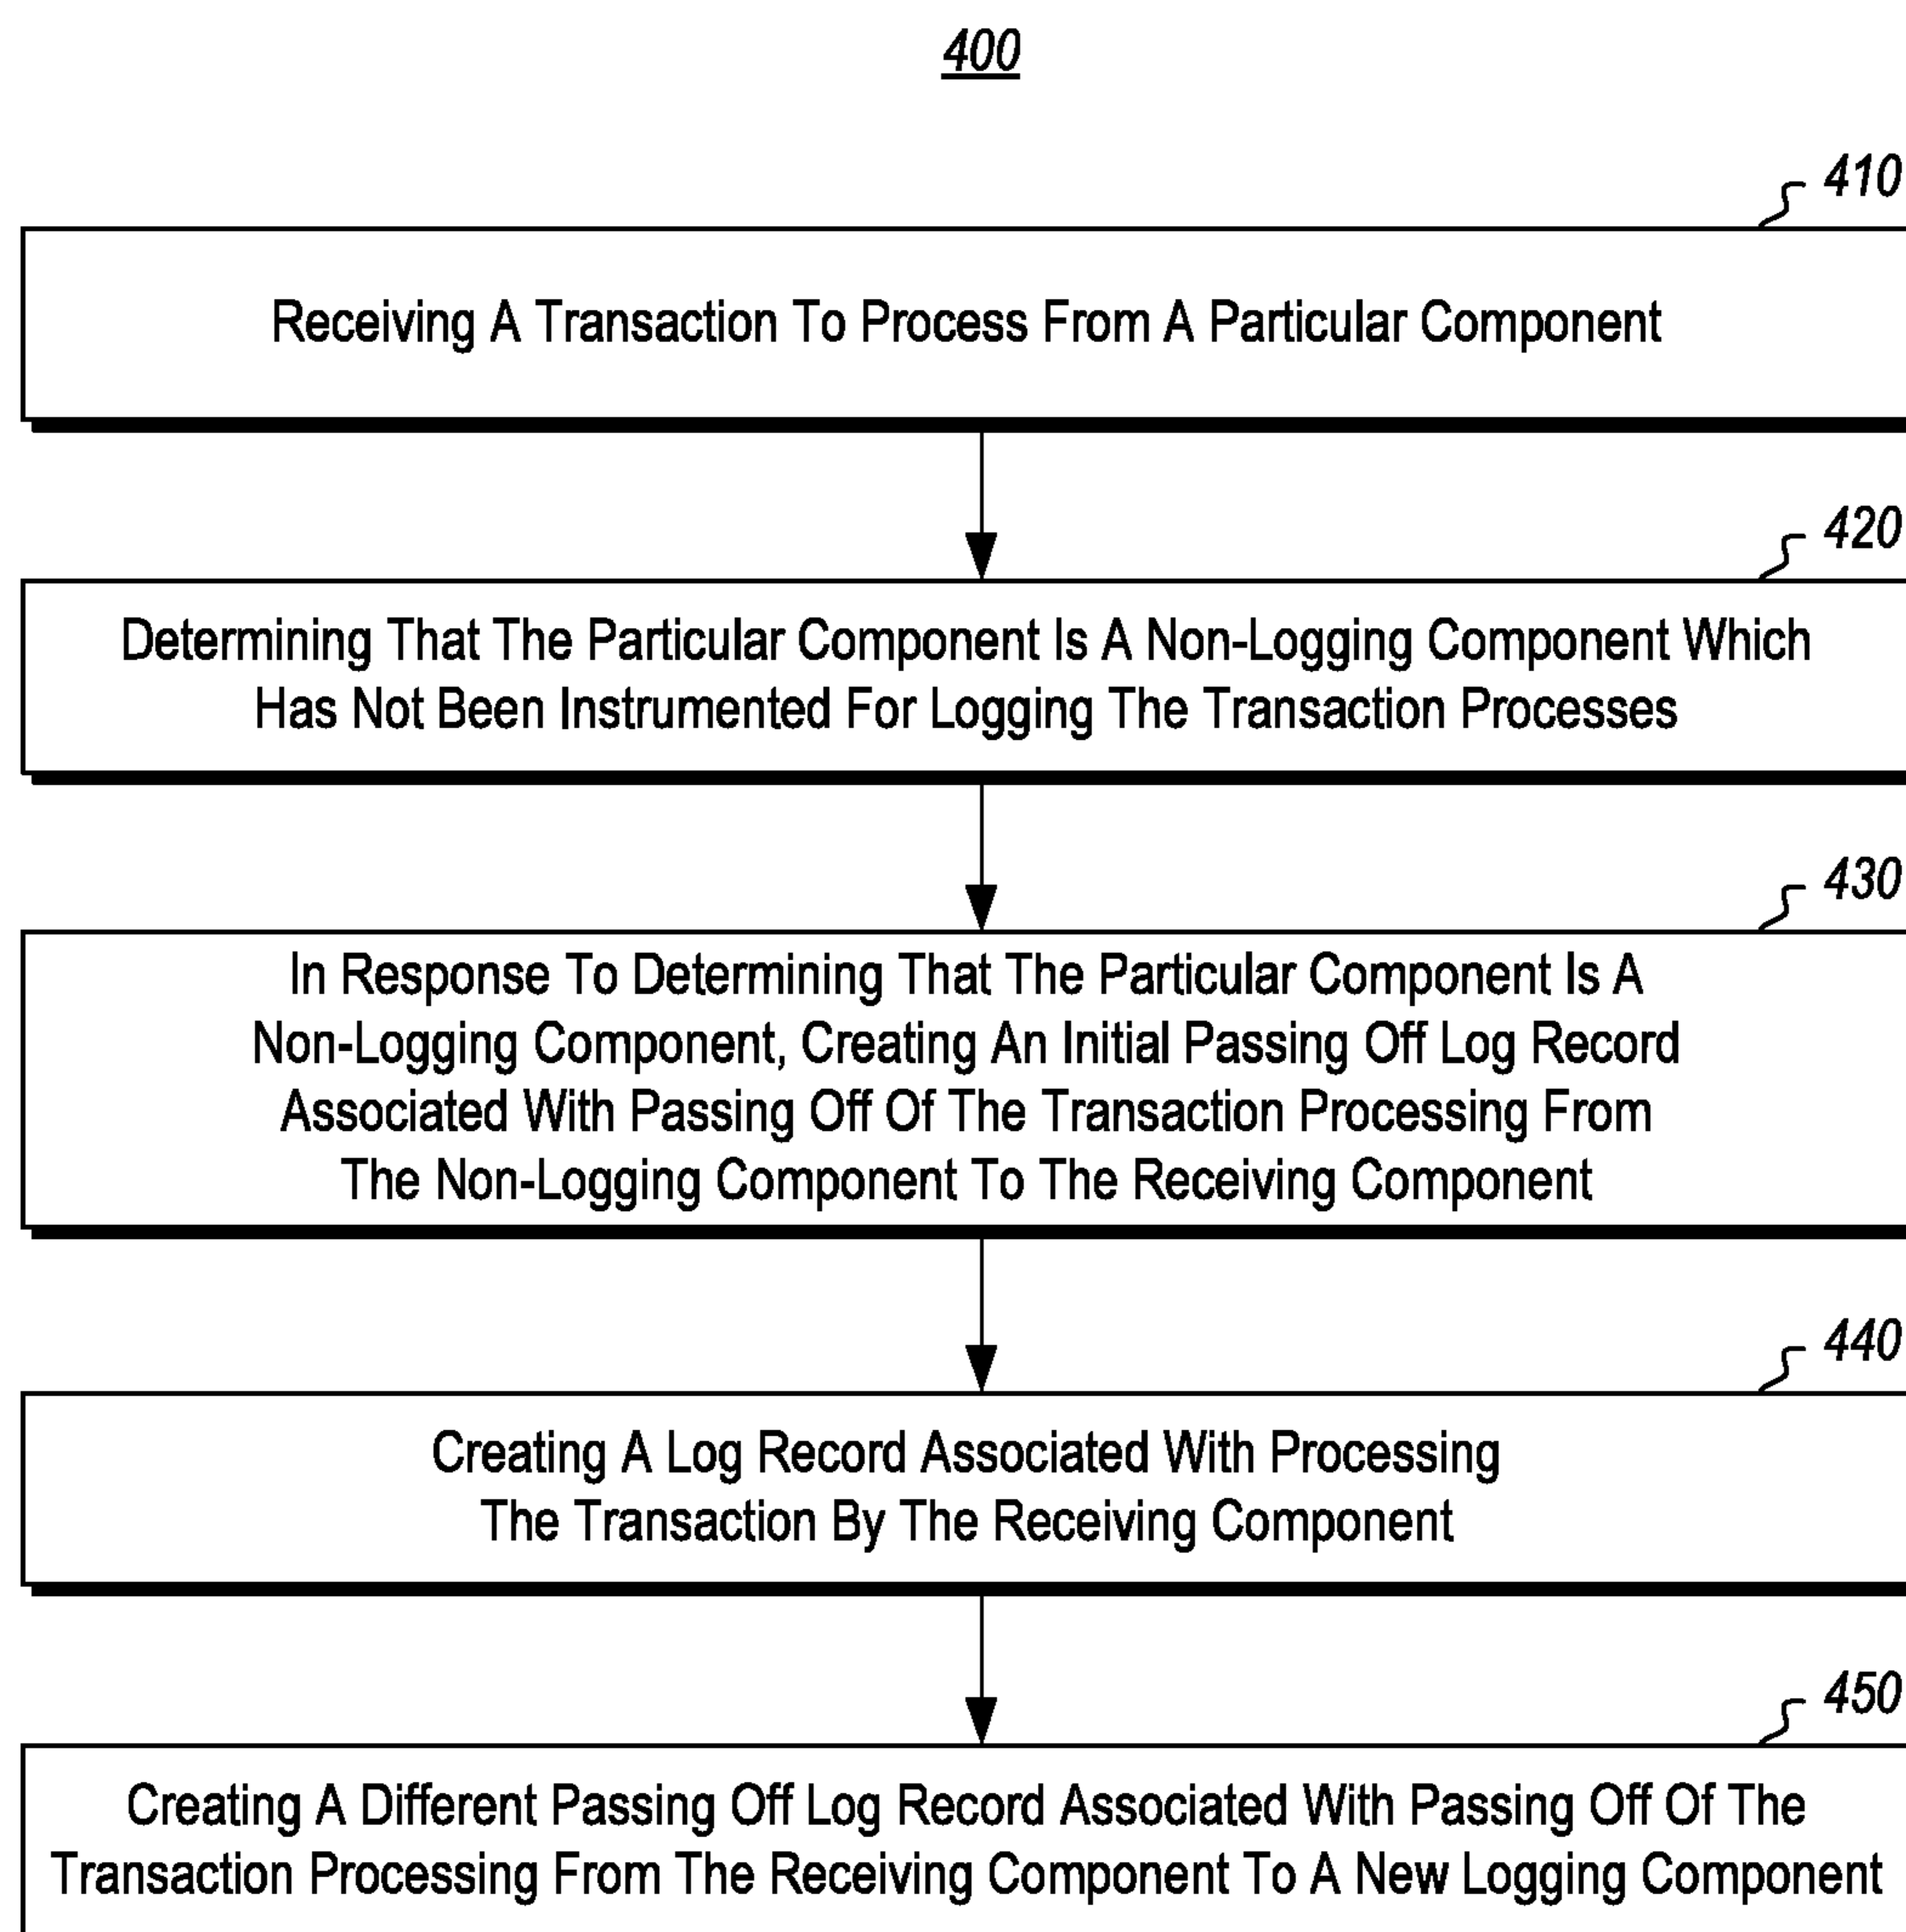 400
410
Receiving A Transaction To Process From A Particular Component
420
Determining That The Particular Component Is A Non-Logging Component Which
Has Not Been Instrumented For Logging The Transaction Processes
430
In Response To Determining That The Particular Component Is A
Non-Logging Component, Creating An Initial Passing Off Log Record
Associated With Passing Off Of The Transaction Processing From
The Non-Logging Component To The Receiving Component
440
Creating A Log Record Associated With Processing
The Transaction By The Receiving Component
450
Creating A Different Passing Off Log Record Associated With Passing Off Of The
Transaction Processing From The Receiving Component To A New Logging Component